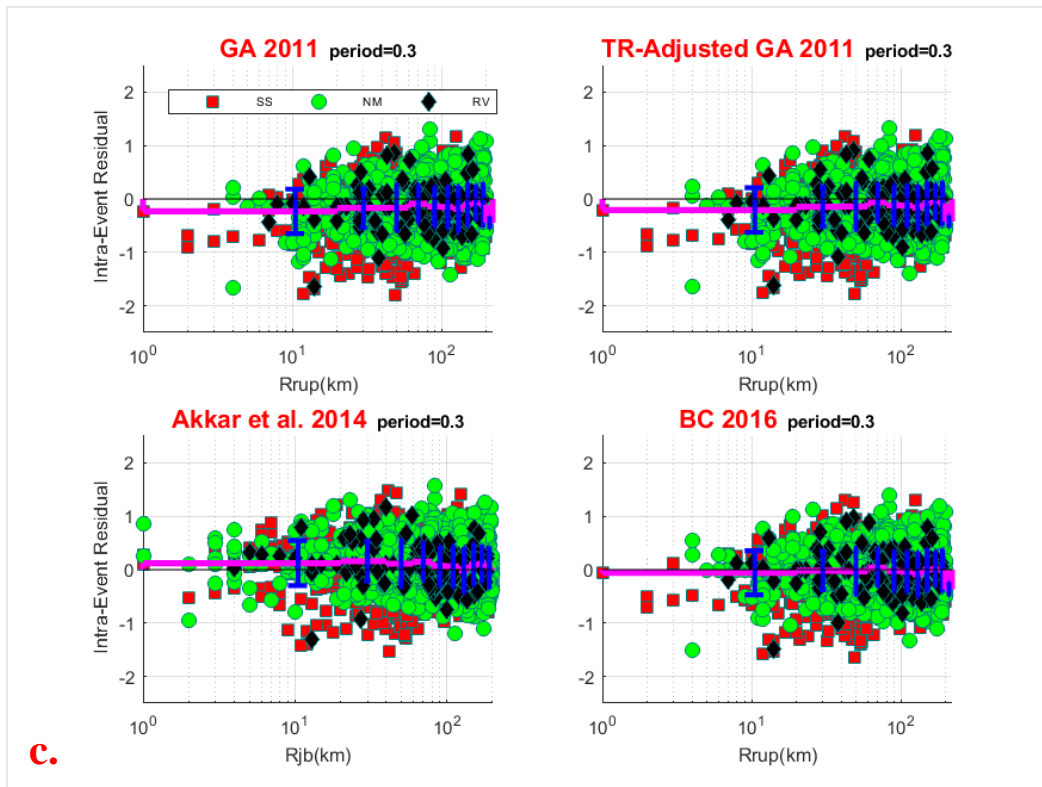 GA 2011 period=0.3
SS NM RV
2
1
0
-1
-2
Intra-Event Residual
10^0 10^1 10^2
Rrup(km)
TR-Adjusted GA 2011 period=0.3
2
1
0
-1
-2
10^0 10^1 10^2
Rrup(km)
Akkar et al. 2014 period=0.3
2
1
0
-1
-2
Intra-Event Residual
10^0 10^1 10^2
Rjb(km)
BC 2016 period=0.3
2
1
0
-1
-2
10^0 10^1 10^2
Rrup(km)
c.